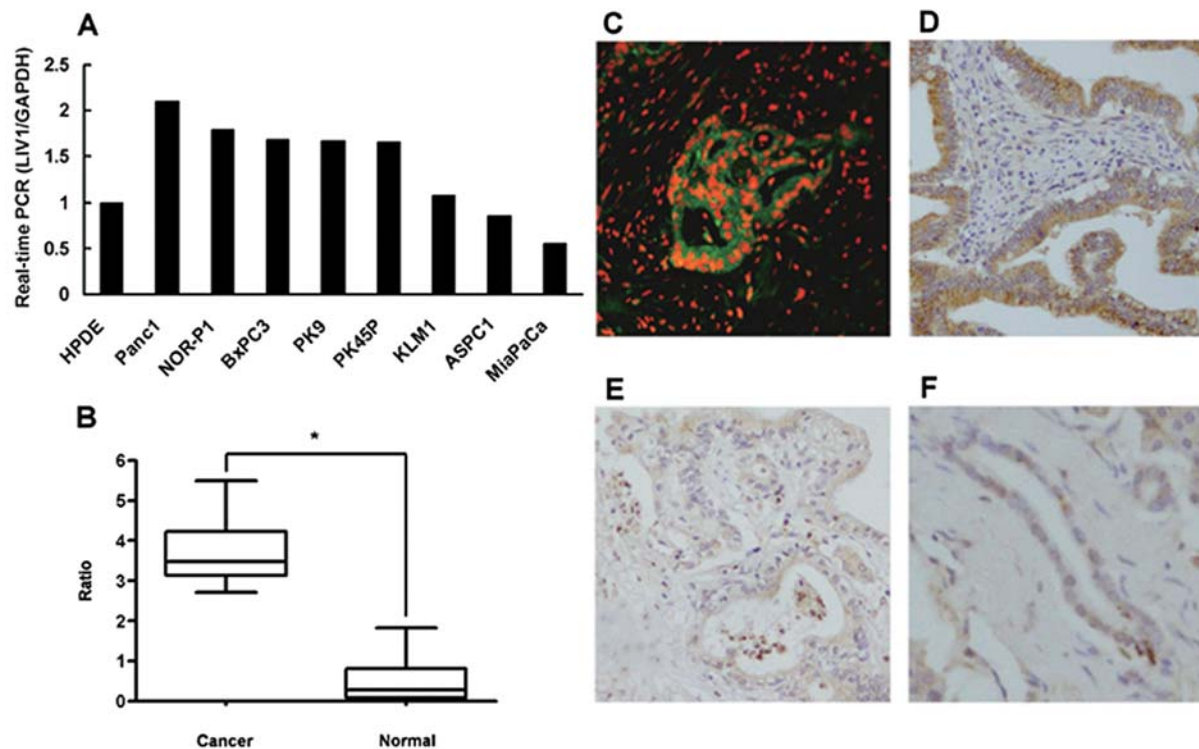 A
Real-time PCR (LIV1/GAPDH)
2.5
2
1.5
1
0.5
0
HPDE
Panc1
NOR-P1
BxPC3
PK9
PK45P
KLM1
ASPC1
MiaPaCa
B
*
Ratio
6
5
4
3
2
1
0
Cancer
Normal
C
D
E
F